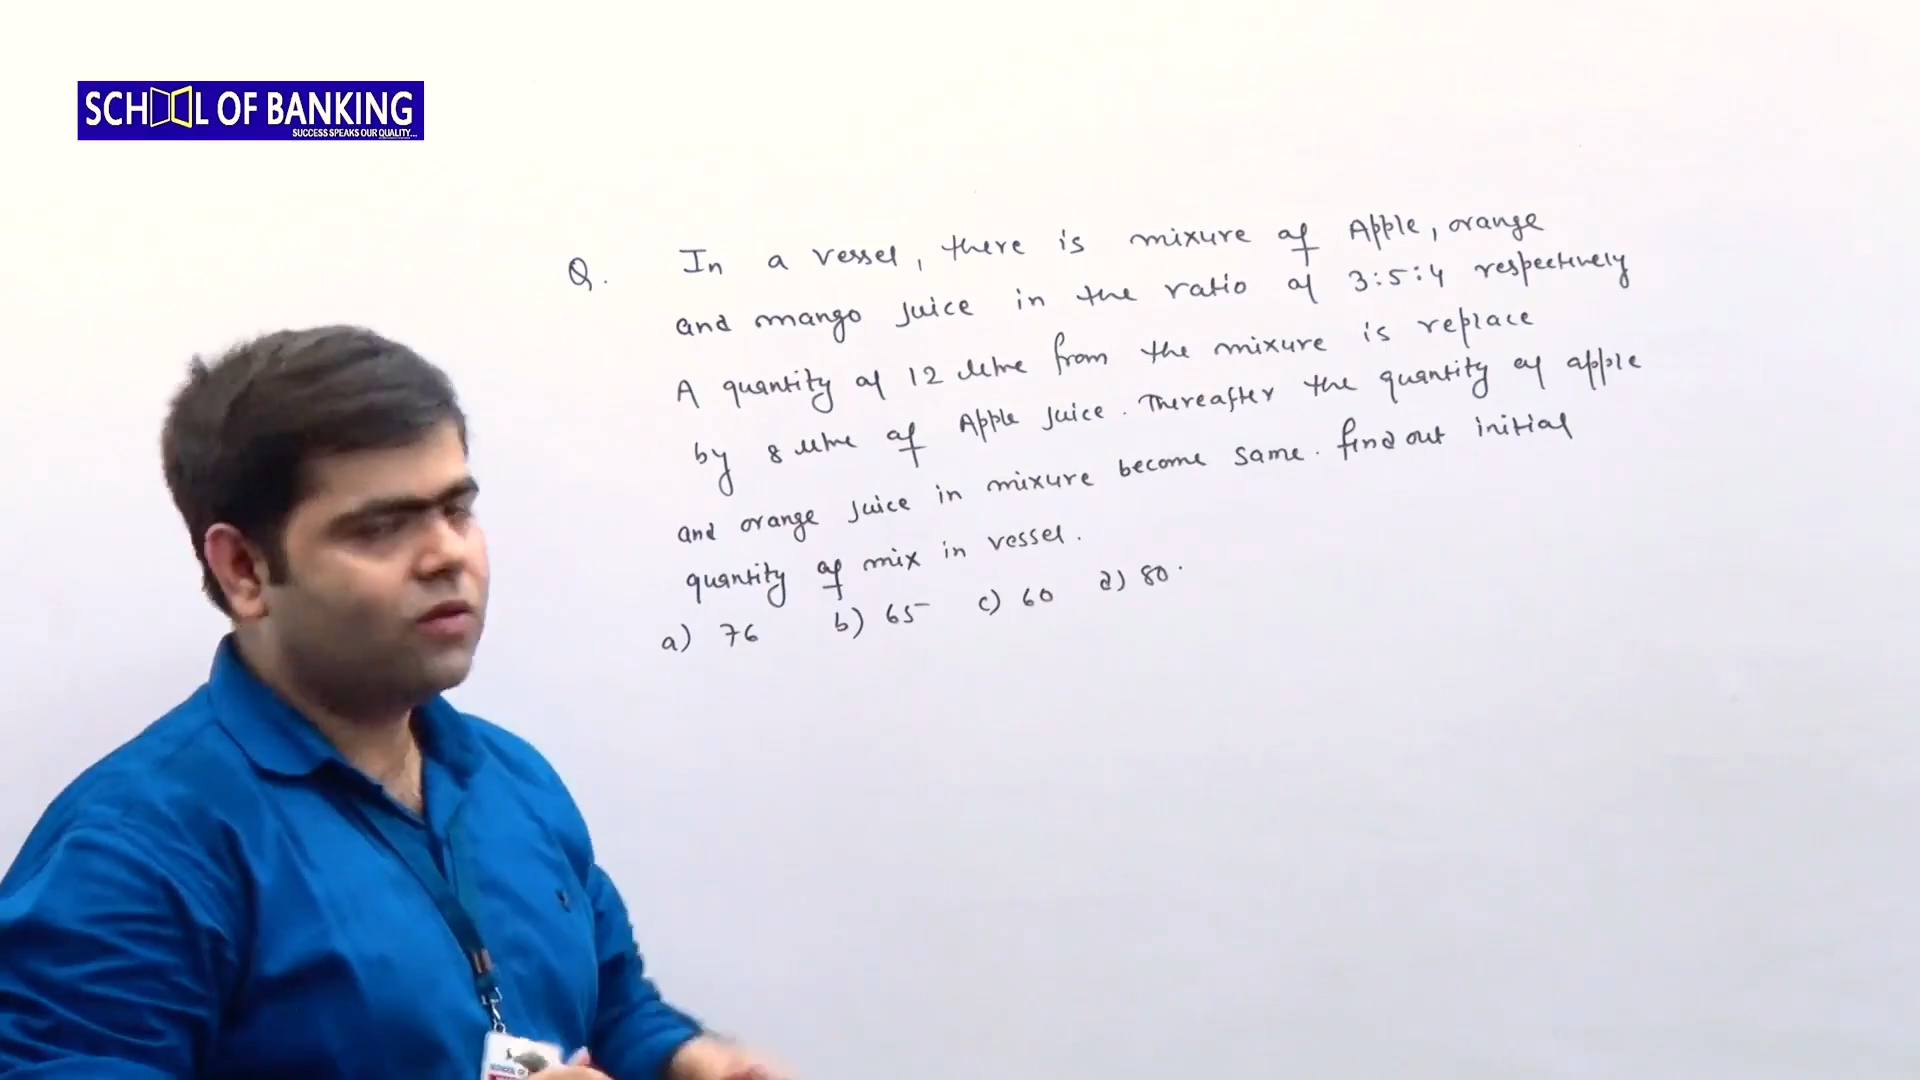 SCHOOL OF BANKING
SUCCESS SPEAKS OUR QUALITY...
Q. In a vessel, there is mixure of Apple, orange
and mango Juice in the ratio of 3:5:4 respectively
A quantity of 12 litre from the mixure is replace
by 8 litre of Apple Juice. Thereafter the quantity of apple
and orange Juice in mixure become same. find out initial
quantity of mix in vessel.
a) 76 b) 65 c) 60 d) 80.